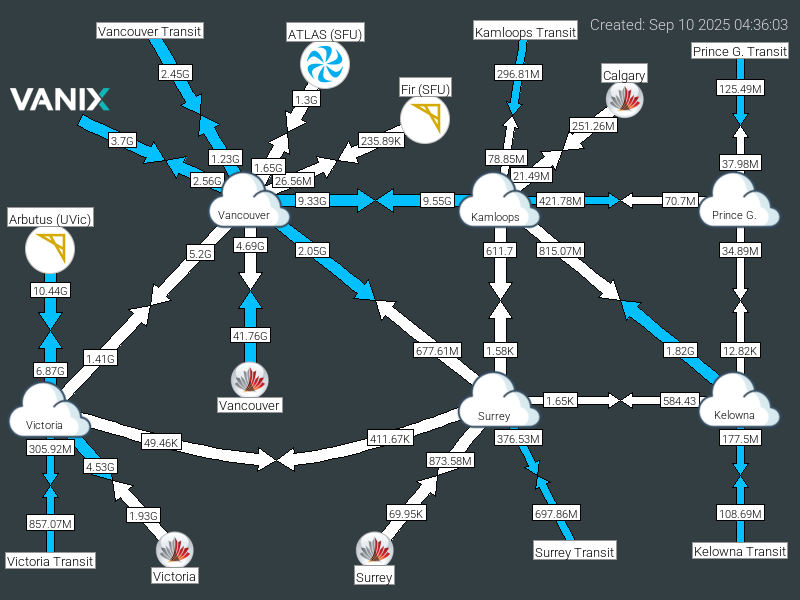 Created: Sep 10 2025 04:36:03
Vancouver Transit
ATLAS (SFU)
Kamloops Transit
Prince G. Transit
2.45G
296.81M
Calgary
125.49M
VANIX
1.3G
Fir (SFU)
251.26M
3.7G
235.89K
1.23G
1.65G
78.85M
37.98M
2.56G
26.56M
21.49M
9.33G
9.55G
421.78M
70.7M
Vancouver
Kamloops
Prince G.
Arbutus (UVic)
5.2G
4.69G
2.05G
611.7
815.07M
34.89M
10.44G
41.76G
677.61M
1.58K
1.82G
12.82K
1.41G
6.87G
Vancouver
1.65K
584.43
Victoria
Surrey
Kelowna
49.46K
411.67K
376.53M
177.5M
305.92M
4.53G
873.58M
857.07M
1.93G
69.95K
697.86M
108.69M
Victoria Transit
Victoria
Surrey
Surrey Transit
Kelowna Transit